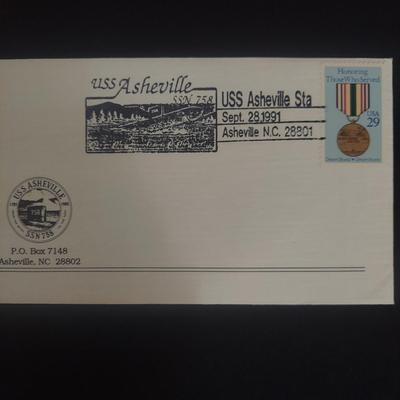 USS Asheville
SSN 758
USS Asheville Sta
Sept. 28, 1991
Asheville N.C. 28801
Honoring
Those Who Served
USA
29
Desert Shield • Desert Storm
U.S.S. ASHEVILLE
758
SSN 758
P.O. Box 7148
Asheville, NC 28802